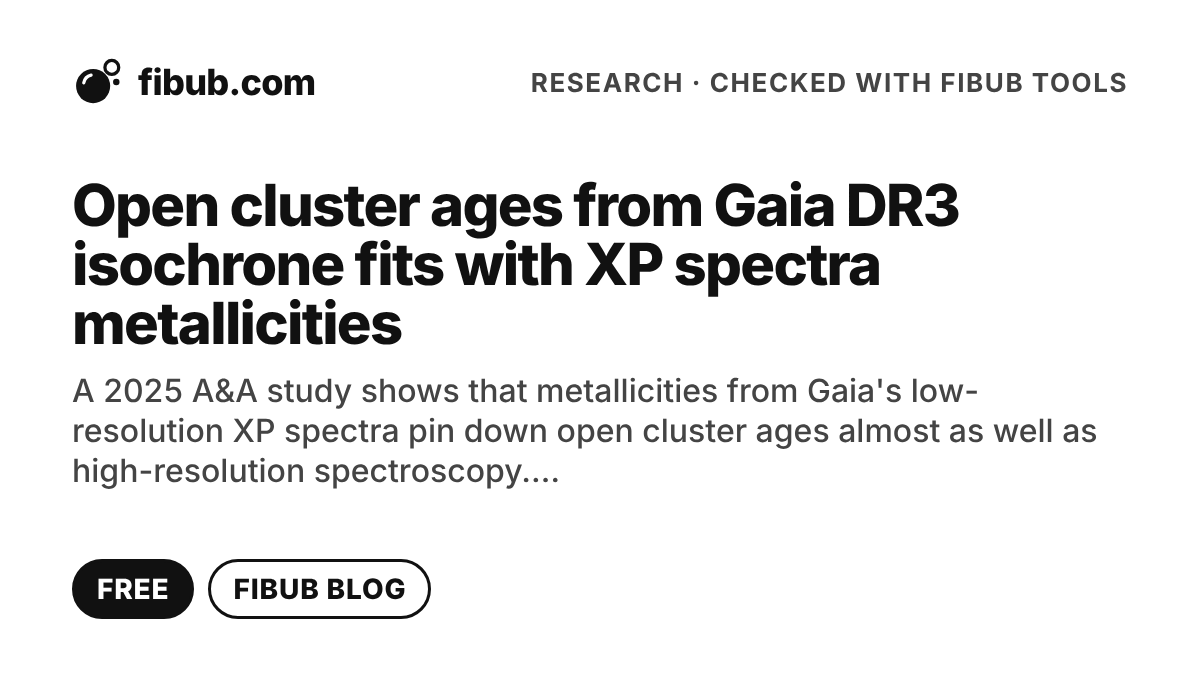 fibub.com
RESEARCH · CHECKED WITH FIBUB TOOLS
Open cluster ages from Gaia DR3
isochrone fits with XP spectra
metallicities
A 2025 A&A study shows that metallicities from Gaia's low-
resolution XP spectra pin down open cluster ages almost as well as
high-resolution spectroscopy....
FREE
FIBUB BLOG